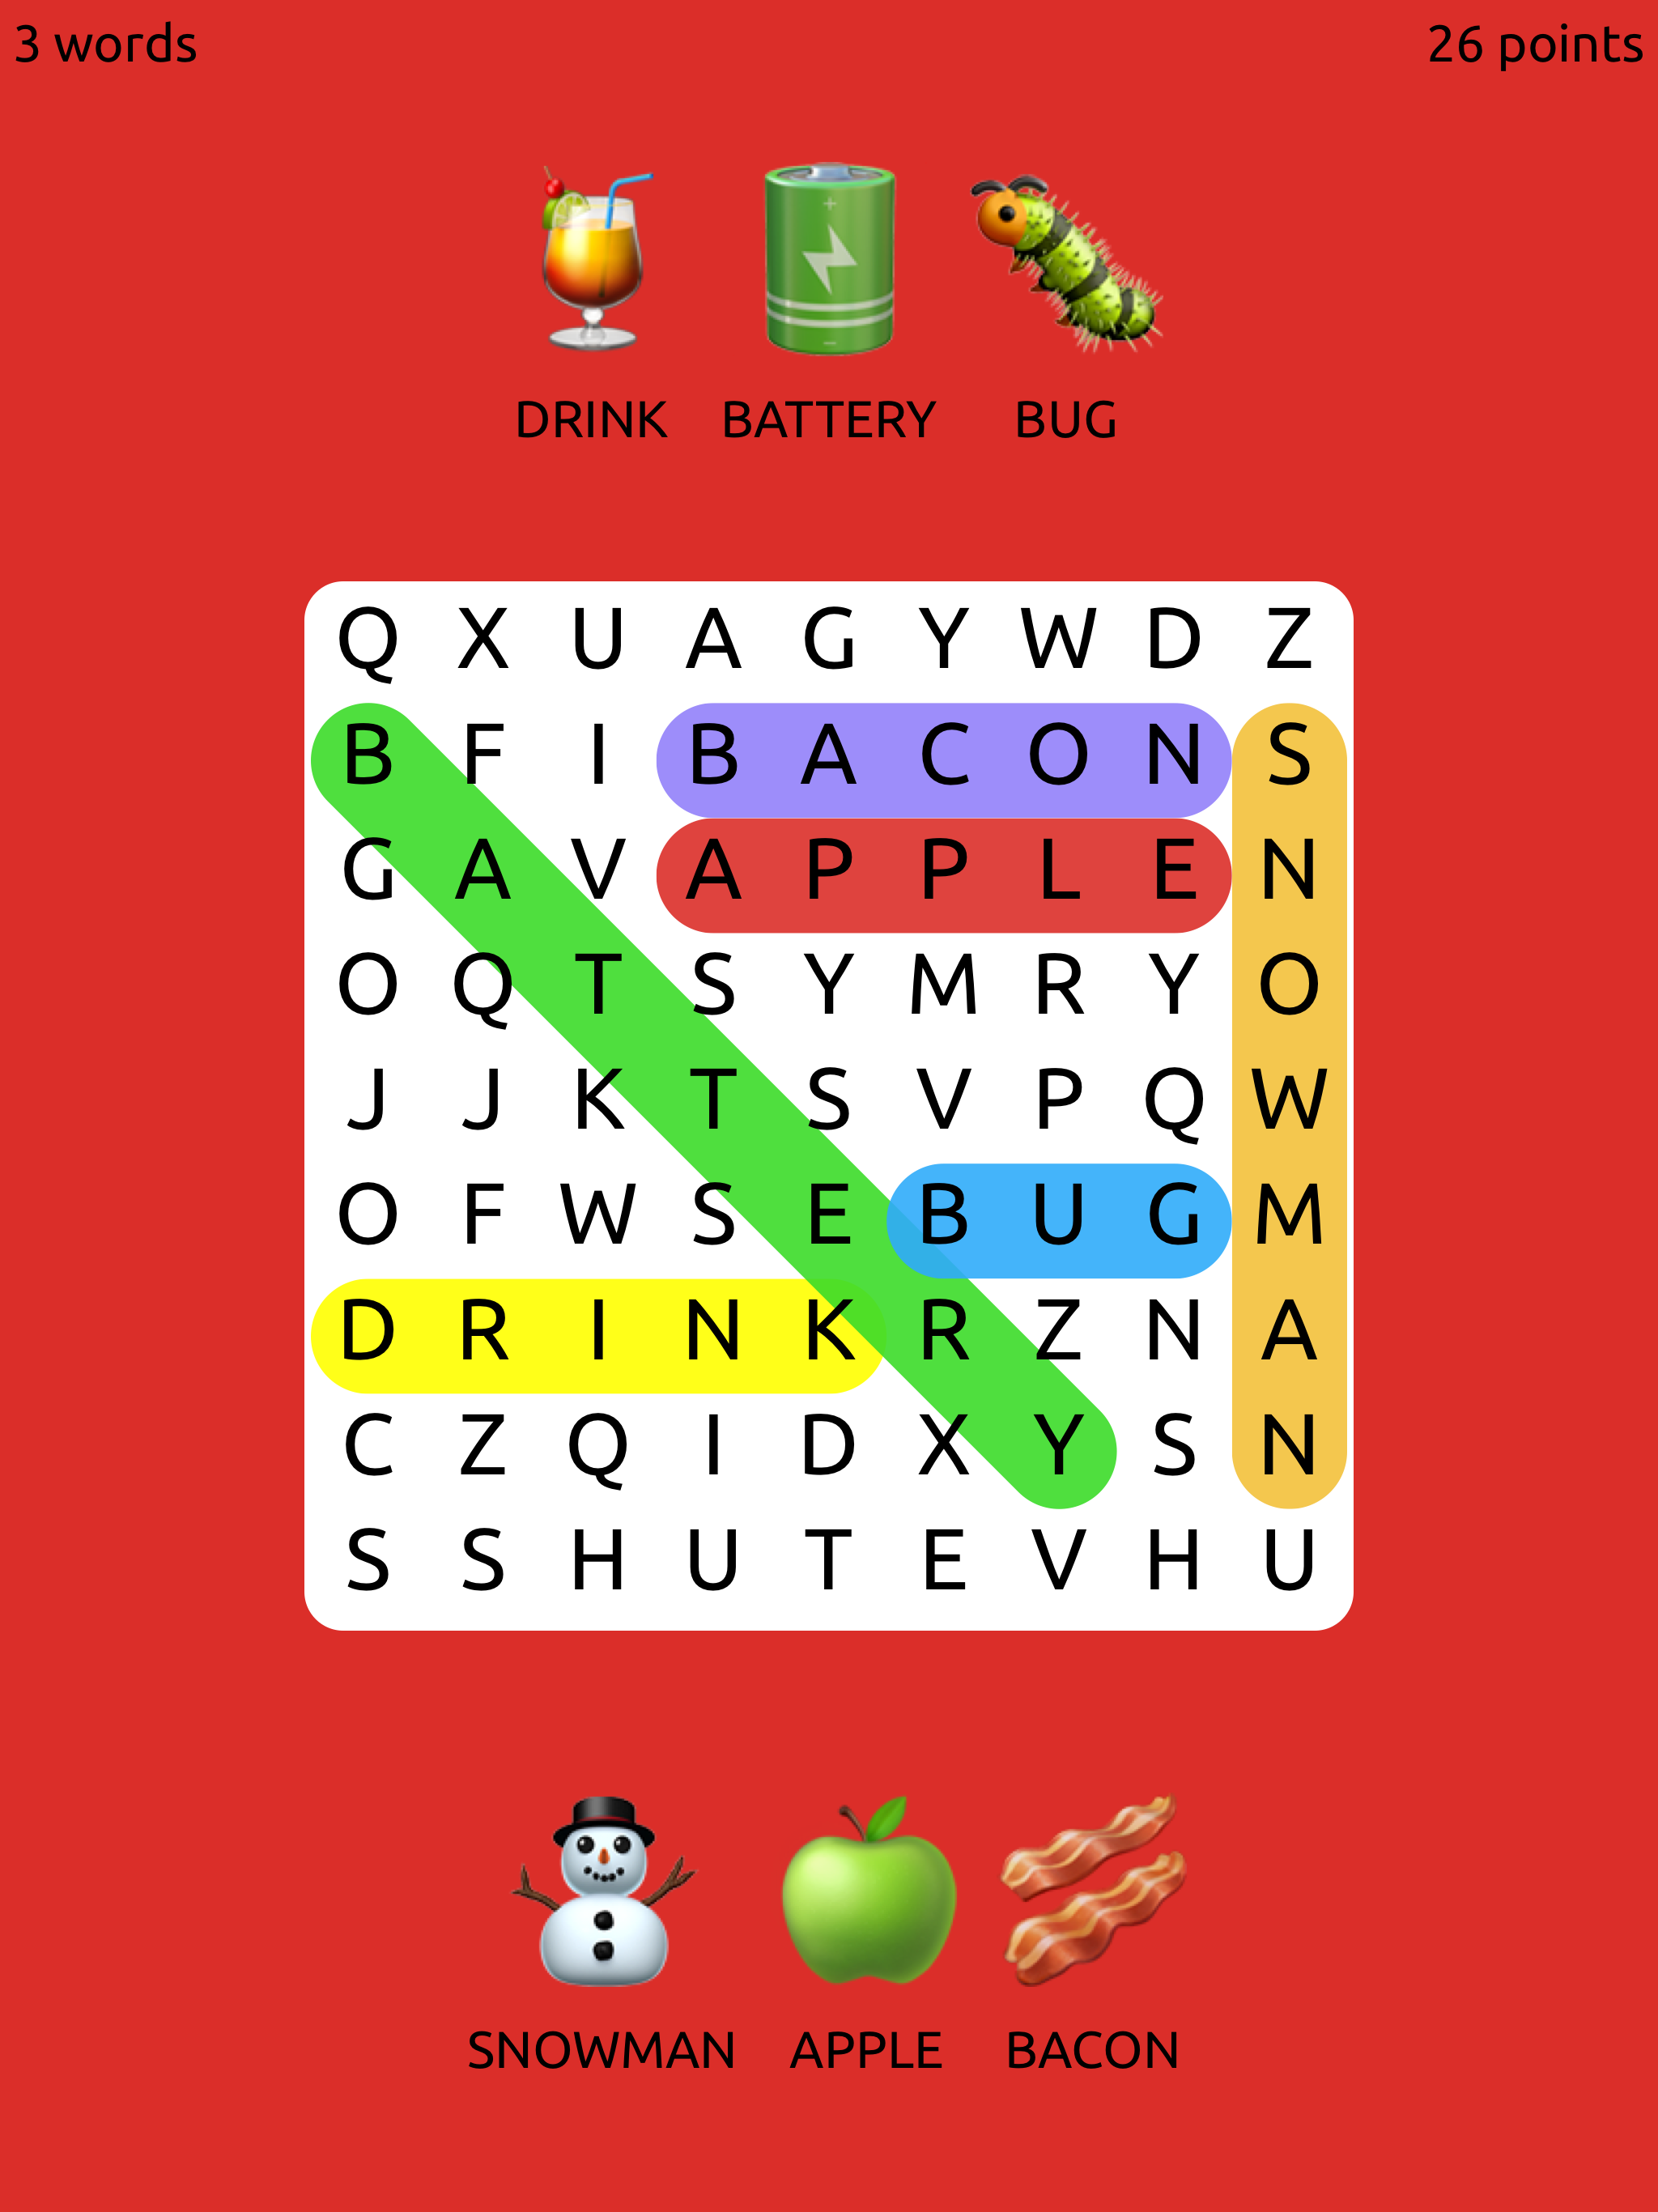 3 words 26 points
DRINK BATTERY BUG
Q X U A G Y W D Z
B F I B A C O N S
G A V A P P L E N
O Q T S Y M R Y O
J J K T S V P Q W
O F W S E B U G M
D R I N K R Z N A
C Z Q I D X Y S N
S S H U T E V H U
SNOWMAN APPLE BACON